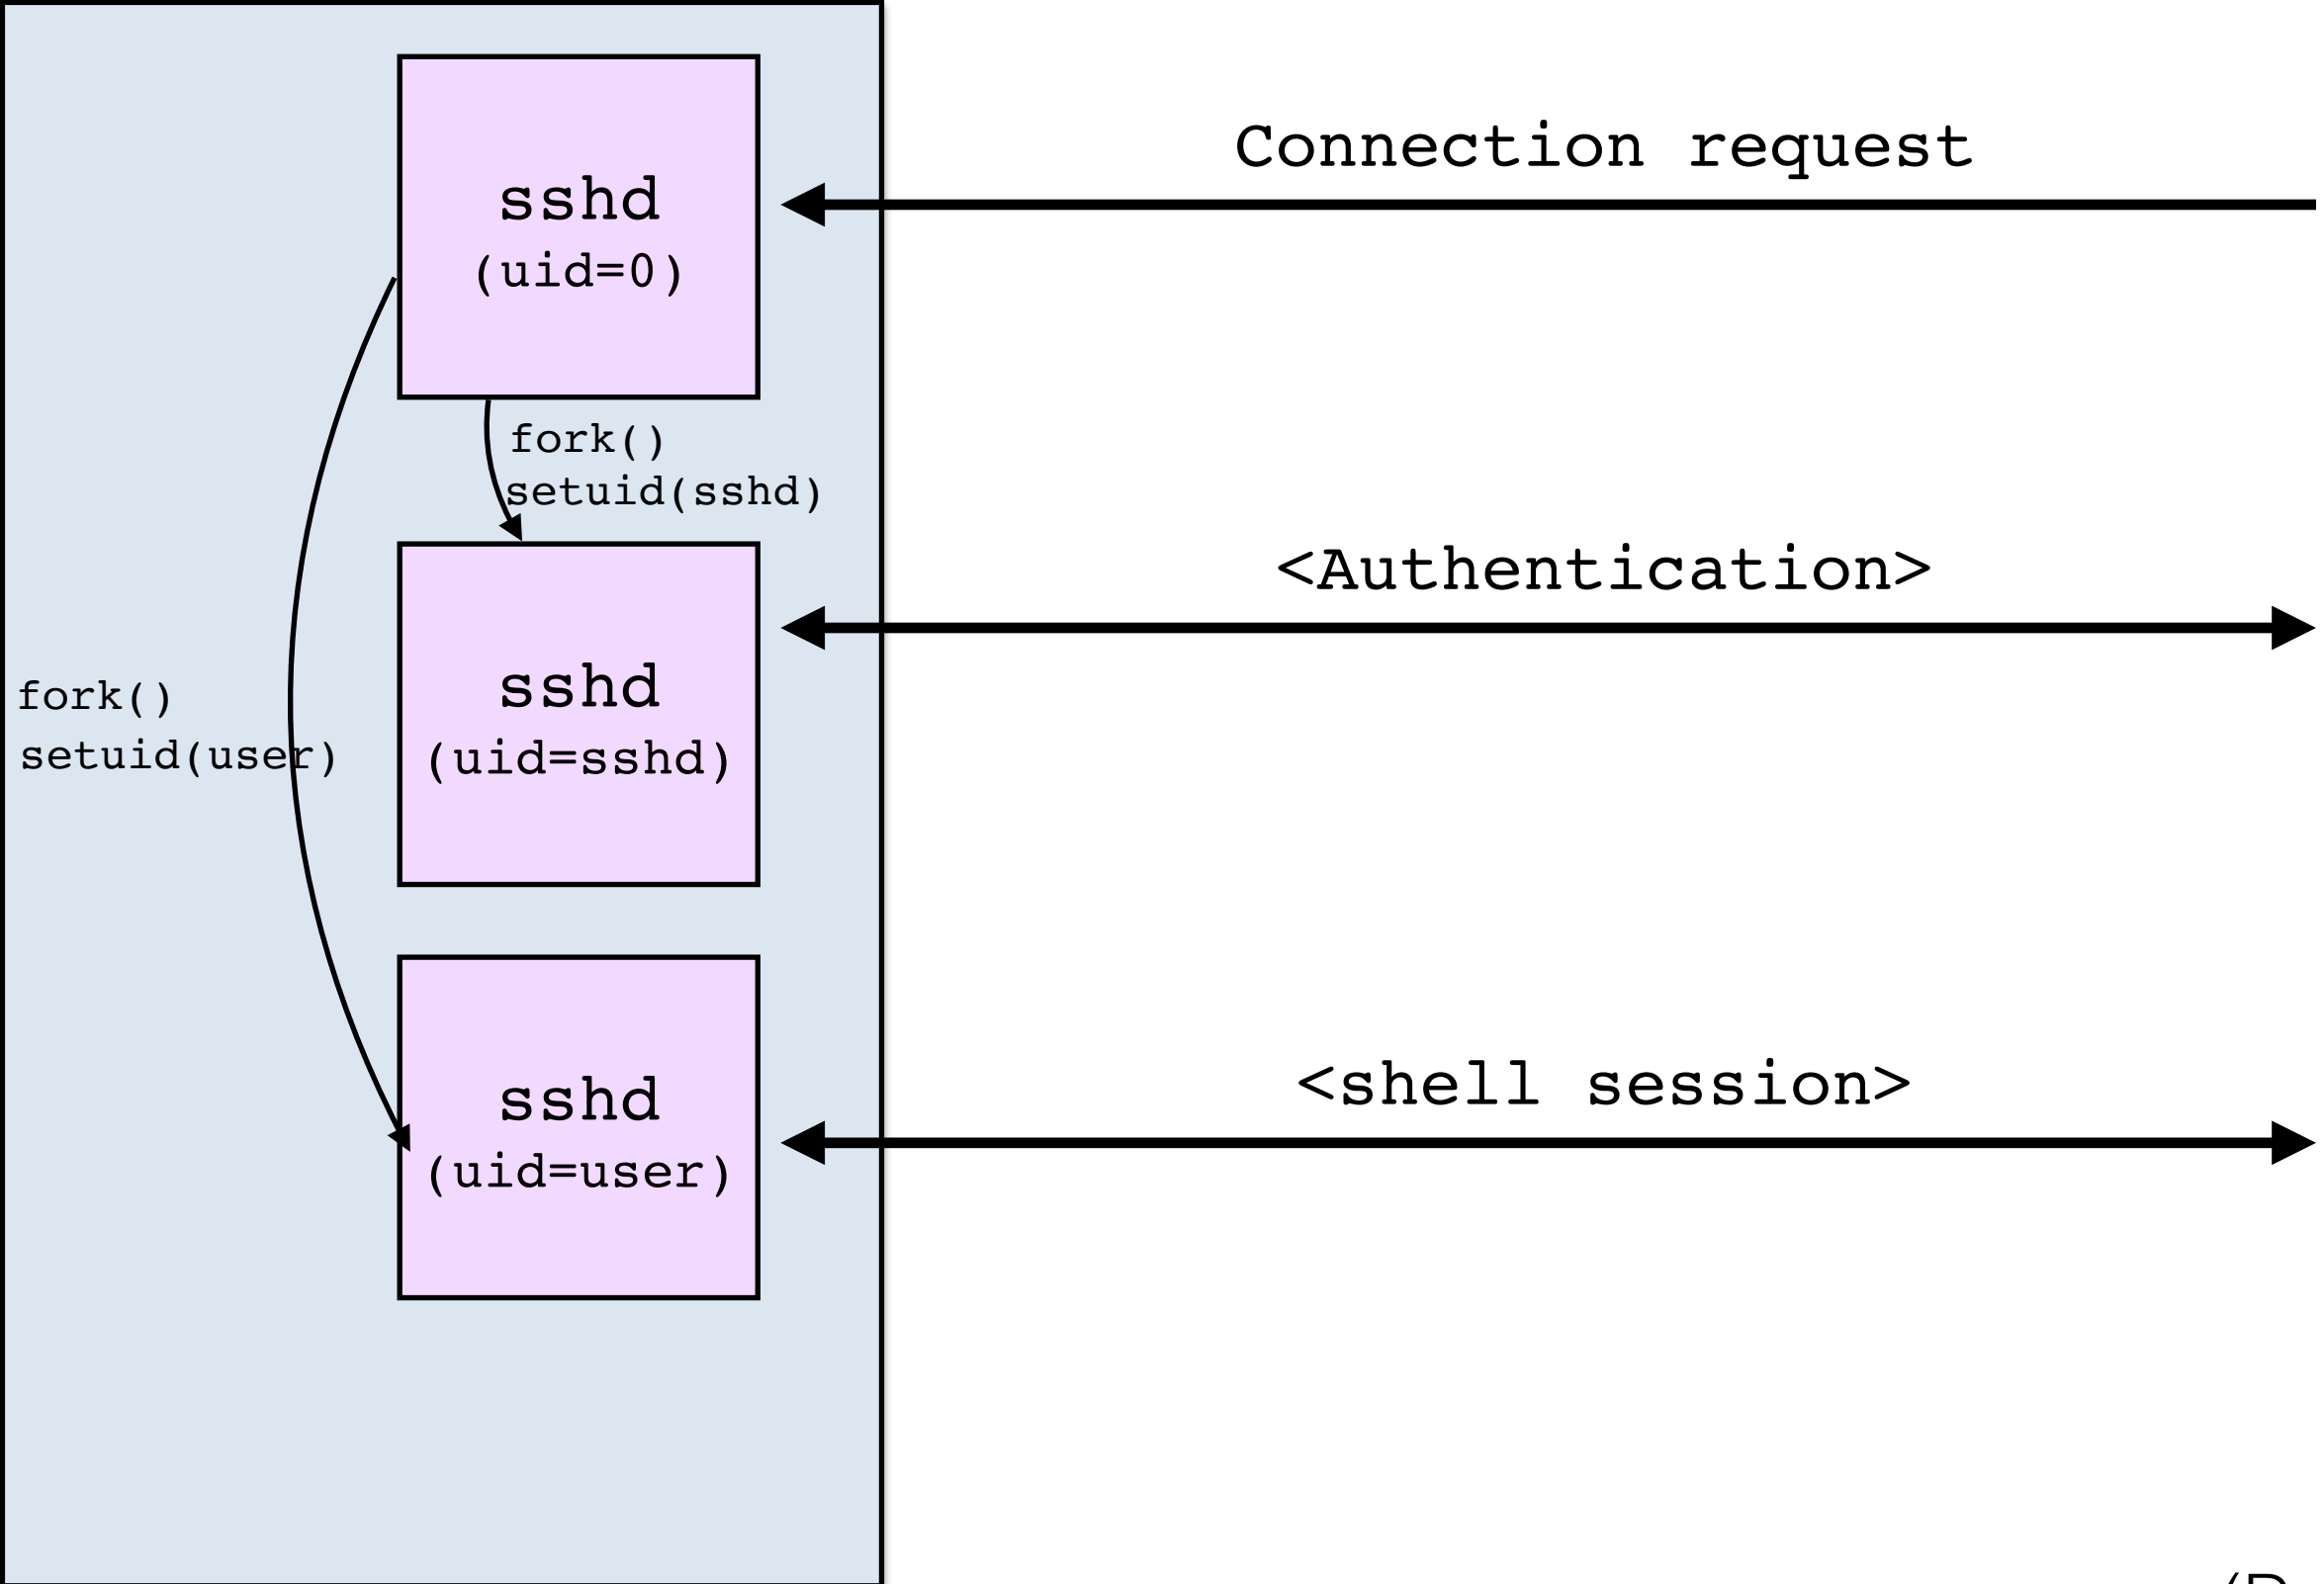 Connection request
sshd
(uid=0)
fork()
setuid(sshd)
<Authentication>
sshd
(uid=sshd)
fork()
setuid(user)
<shell session>
sshd
(uid=user)